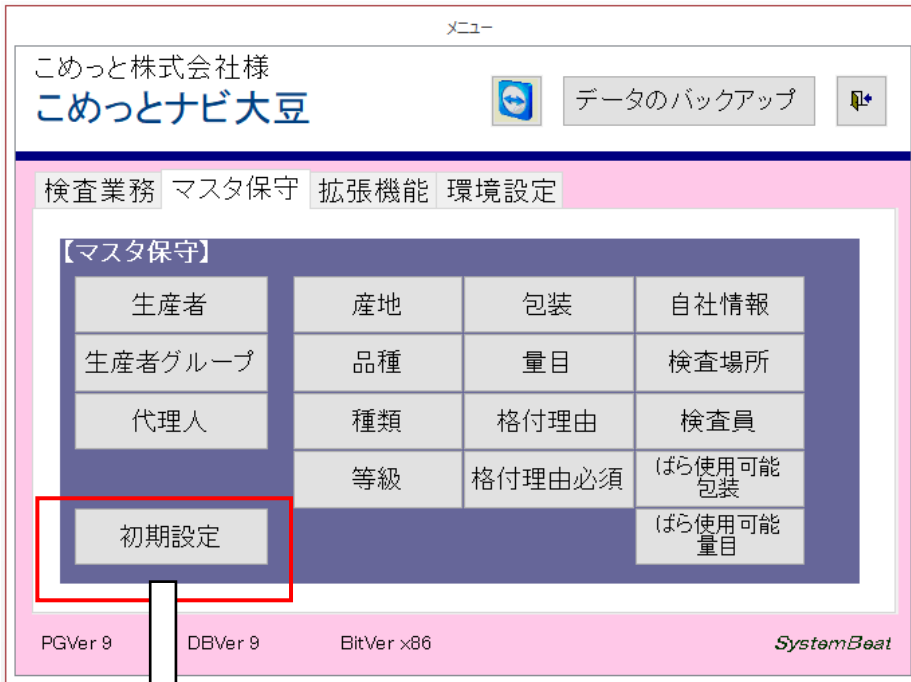 メニュー
こめっと株式会社様
こめっとナビ大豆
データのバックアップ
検査業務 マスタ保守 拡張機能 環境設定
【マスタ保守】
生産者 産地 包装 自社情報
生産者グループ 品種 量目 検査場所
代理人 種類 格付理由 検査員
等級 格付理由必須 ばら使用可能
包装
初期設定 ばら使用可能
量目
PGVer 9 DBVer 9 BitVer x86 SystemBeat